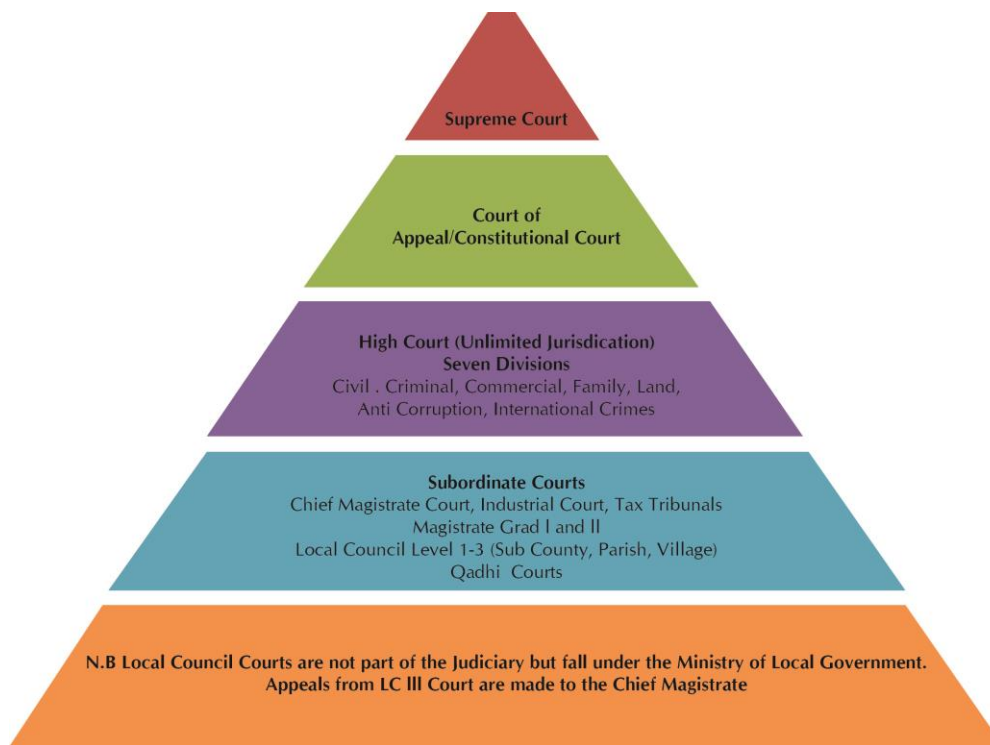 Supreme Court
Court of
Appeal/Constitutional Court
High Court (Unlimited Jurisdication)
Seven Divisions
Civil . Criminal, Commercial, Family, Land,
Anti Corruption, International Crimes
Subordinate Courts
Chief Magistrate Court, Industrial Court, Tax Tribunals
Magistrate Grad l and ll
Local Council Level 1-3 (Sub County, Parish, Village)
Qadhi Courts
N.B Local Council Courts are not part of the Judiciary but fall under the Ministry of Local Government.
Appeals from LC lll Court are made to the Chief Magistrate